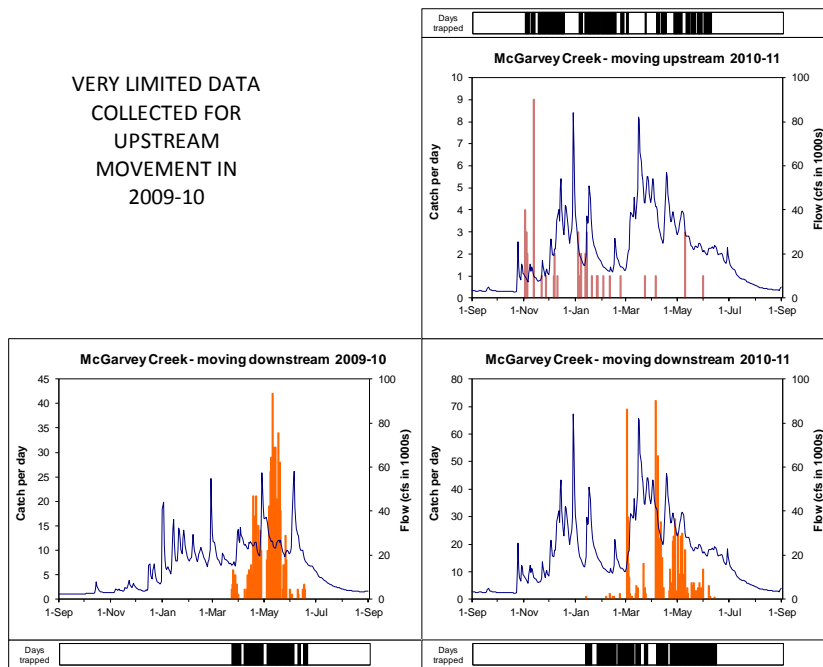 Days
trapped
VERY LIMITED DATA
COLLECTED FOR
UPSTREAM
MOVEMENT IN
2009-10
McGarvey Creek - moving upstream 2010-11
Catch per day
10
9
8
7
6
5
4
3
2
1
0
100
80
60
40
20
0
Flow (cfs in 1000s)
1-Sep 1-Nov 1-Jan 1-Mar 1-May 1-Jul 1-Sep
McGarvey Creek - moving downstream 2009-10
Catch per day
45
40
35
30
25
20
15
10
5
0
100
80
60
40
20
0
Flow (cfs in 1000s)
1-Sep 1-Nov 1-Jan 1-Mar 1-May 1-Jul 1-Sep
Days
trapped
McGarvey Creek - moving downstream 2010-11
Catch per day
80
70
60
50
40
30
20
10
0
100
80
60
40
20
0
Flow (cfs in 1000s)
1-Sep 1-Nov 1-Jan 1-Mar 1-May 1-Jul 1-Sep
Days
trapped